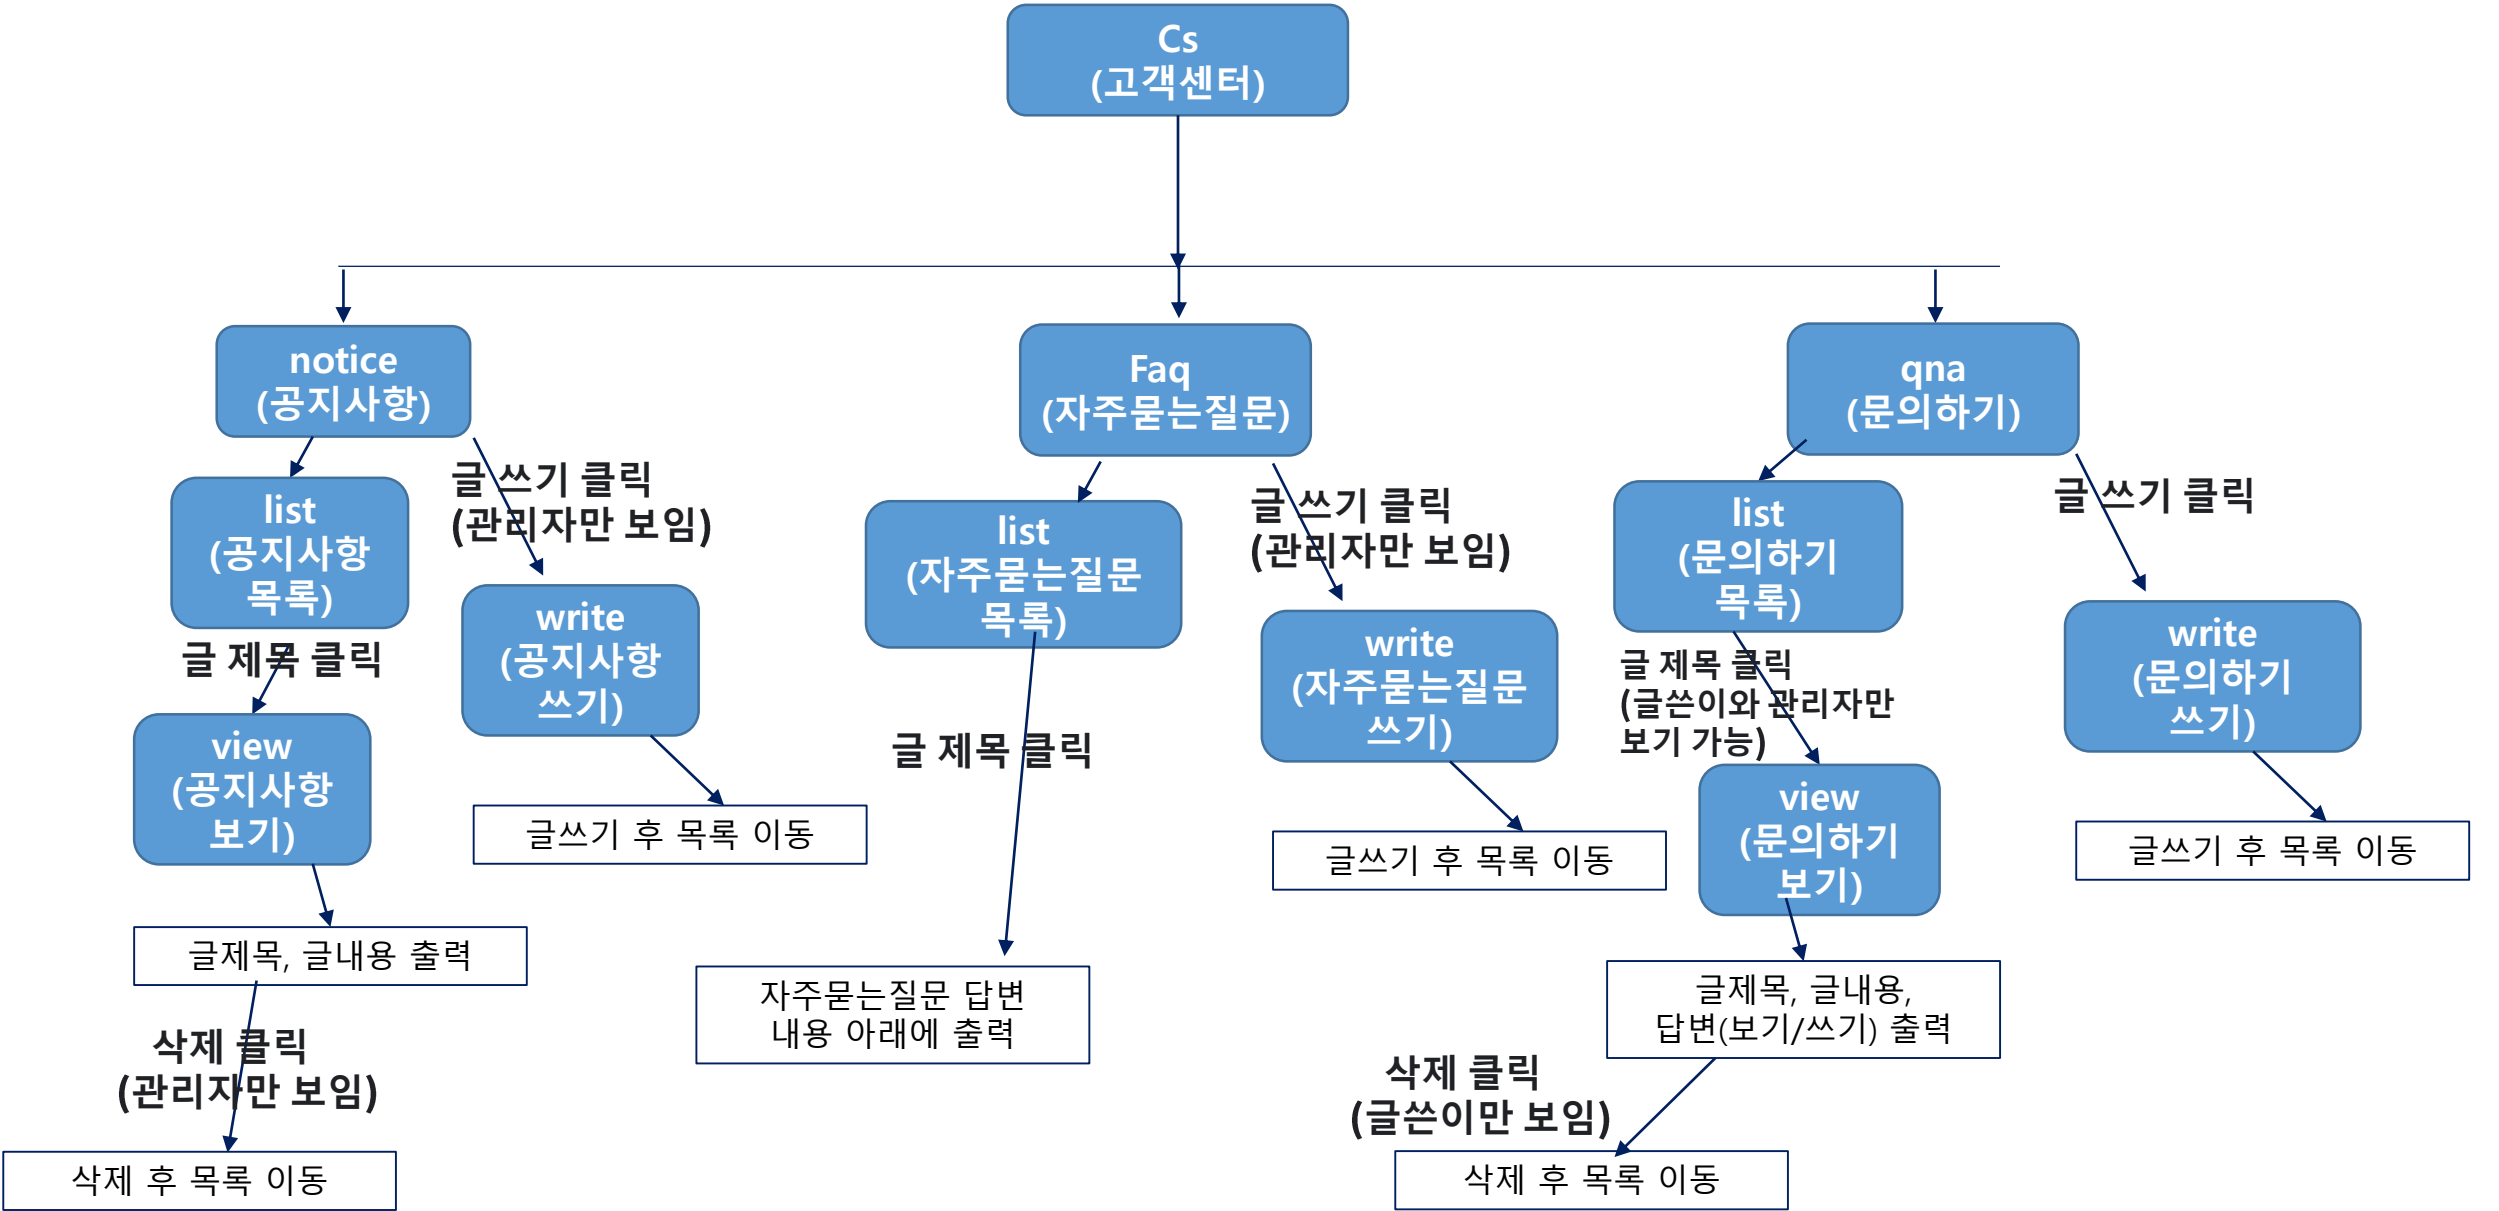 Cs
(고객센터)
notice
(공지사항)
Faq
(자주묻는질문)
qna
(문의하기)
글 쓰기 클릭
(관리자만 보임)
글 쓰기 클릭
(관리자만 보임)
글 쓰기 클릭
list
(공지사항
목록)
list
(자주묻는질문
목록)
list
(문의하기
목록)
write
(공지사항
쓰기)
write
(자주묻는질문
쓰기)
write
(문의하기
쓰기)
글 제목 클릭
글 제목 클릭
글 제목 클릭
(글쓴이와 관리자만
보기 가능)
view
(공지사항
보기)
view
(문의하기
보기)
글쓰기 후 목록 이동
글쓰기 후 목록 이동
글쓰기 후 목록 이동
글제목, 글내용 출력
자주묻는질문 답변
내용 아래에 출력
글제목, 글내용,
답변(보기/쓰기) 출력
삭제 클릭
(관리자만 보임)
삭제 클릭
(글쓴이만 보임)
삭제 후 목록 이동
삭제 후 목록 이동